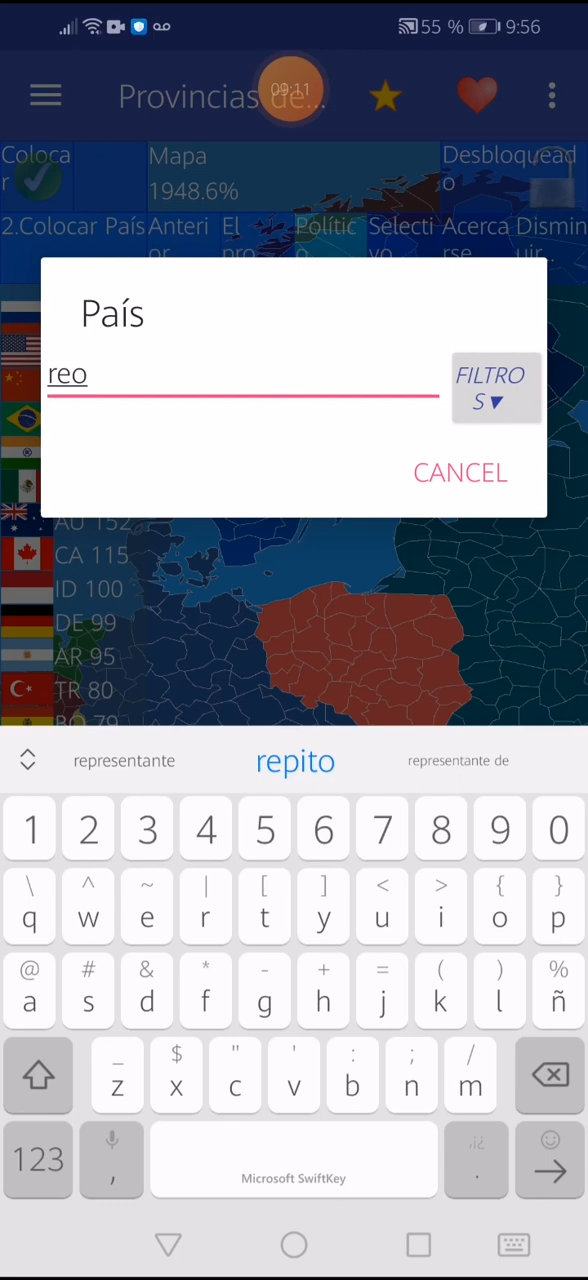 55 % 9:56
Provincias de...
09:11
Coloca
r
Mapa
1948.6%
Desbloquead
o
2.Colocar País
Anteri
or
El
pro
Polític
o
Selecti
vo
Acerca
rse
Dismin
uir...
País
reo
FILTRO
S▼
CANCEL
AU 152
CA 115
ID 100
DE 99
AR 95
TR 80
BO 79
representante repito representante de
1 2 3 4 5 6 7 8 9 0
\ ^ ~ | [ ] < > { }
q w e r t y u i o p
@ # & * - + = ( ) %
a s d f g h j k l ñ
_ $ " ' : ; /
z x c v b n m
123 , Microsoft SwiftKey .